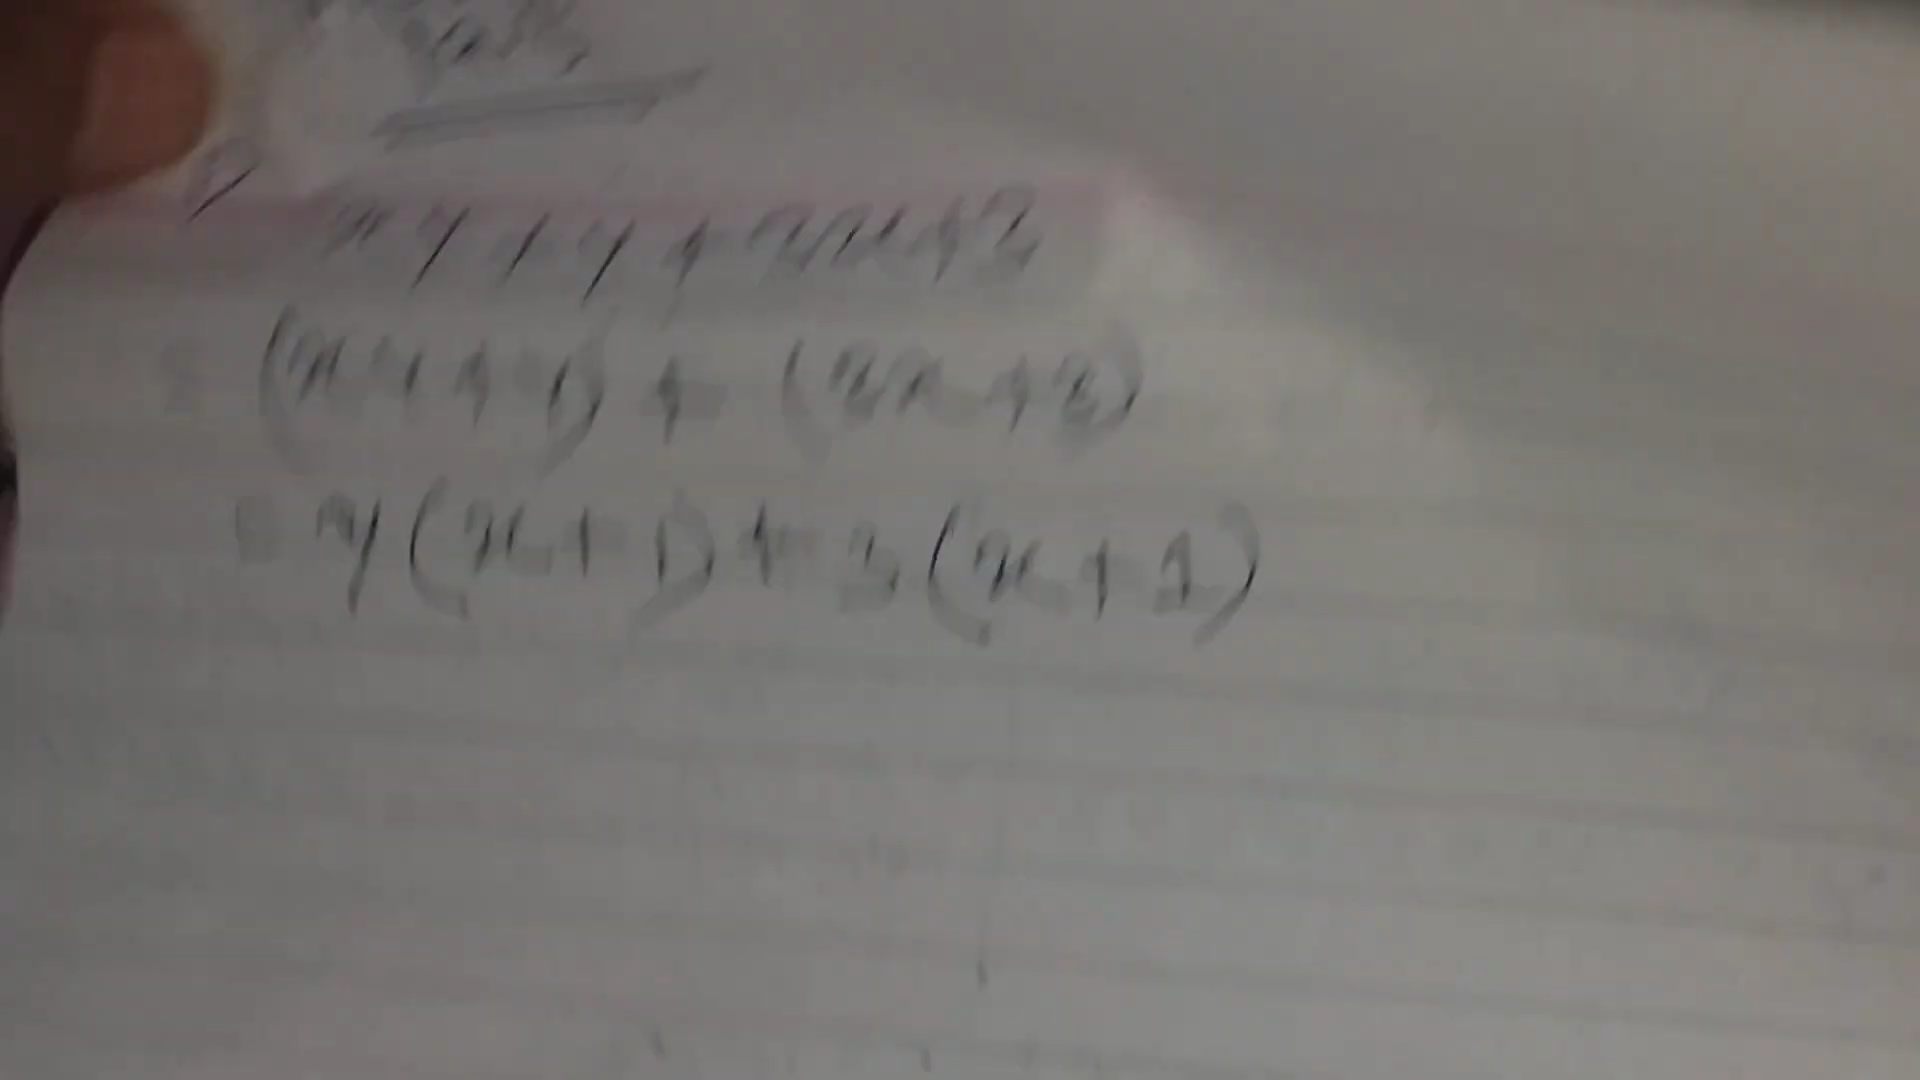 xy + y + 2x + 2
= (xy + y) + (2x + 2)
= y(x + 1) + 2(x + 1)